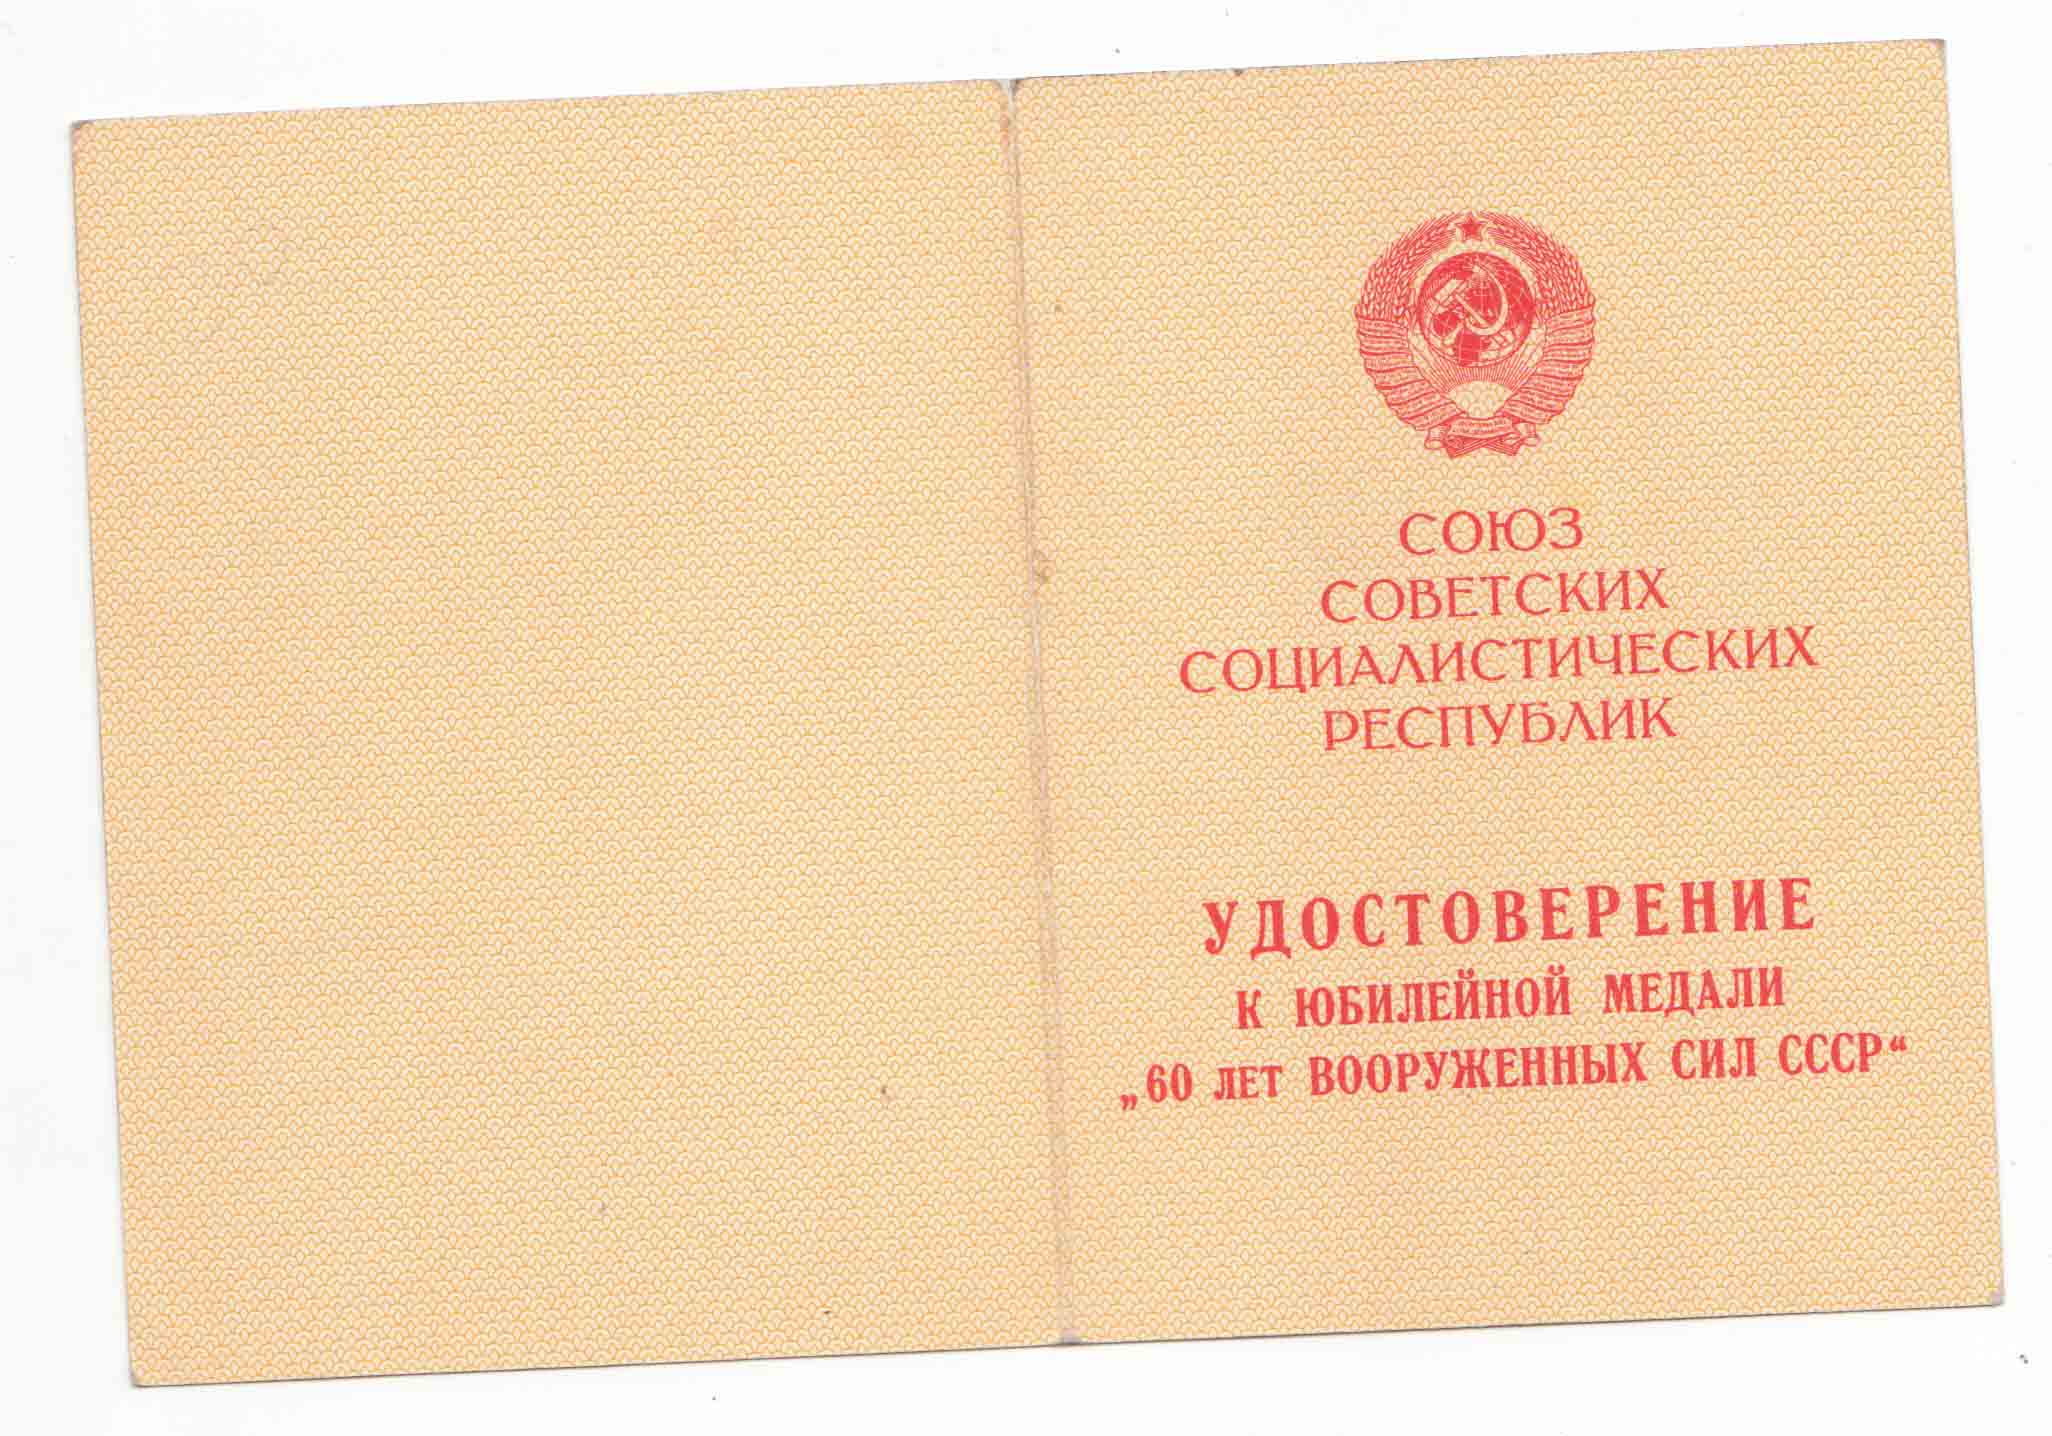 СОЮЗ
СОВЕТСКИХ
СОЦИАЛИСТИЧЕСКИХ
РЕСПУБЛИК
УДОСТОВЕРЕНИЕ
К ЮБИЛЕЙНОЙ МЕДАЛИ
„60 ЛЕТ ВООРУЖЕННЫХ СИЛ СССР“